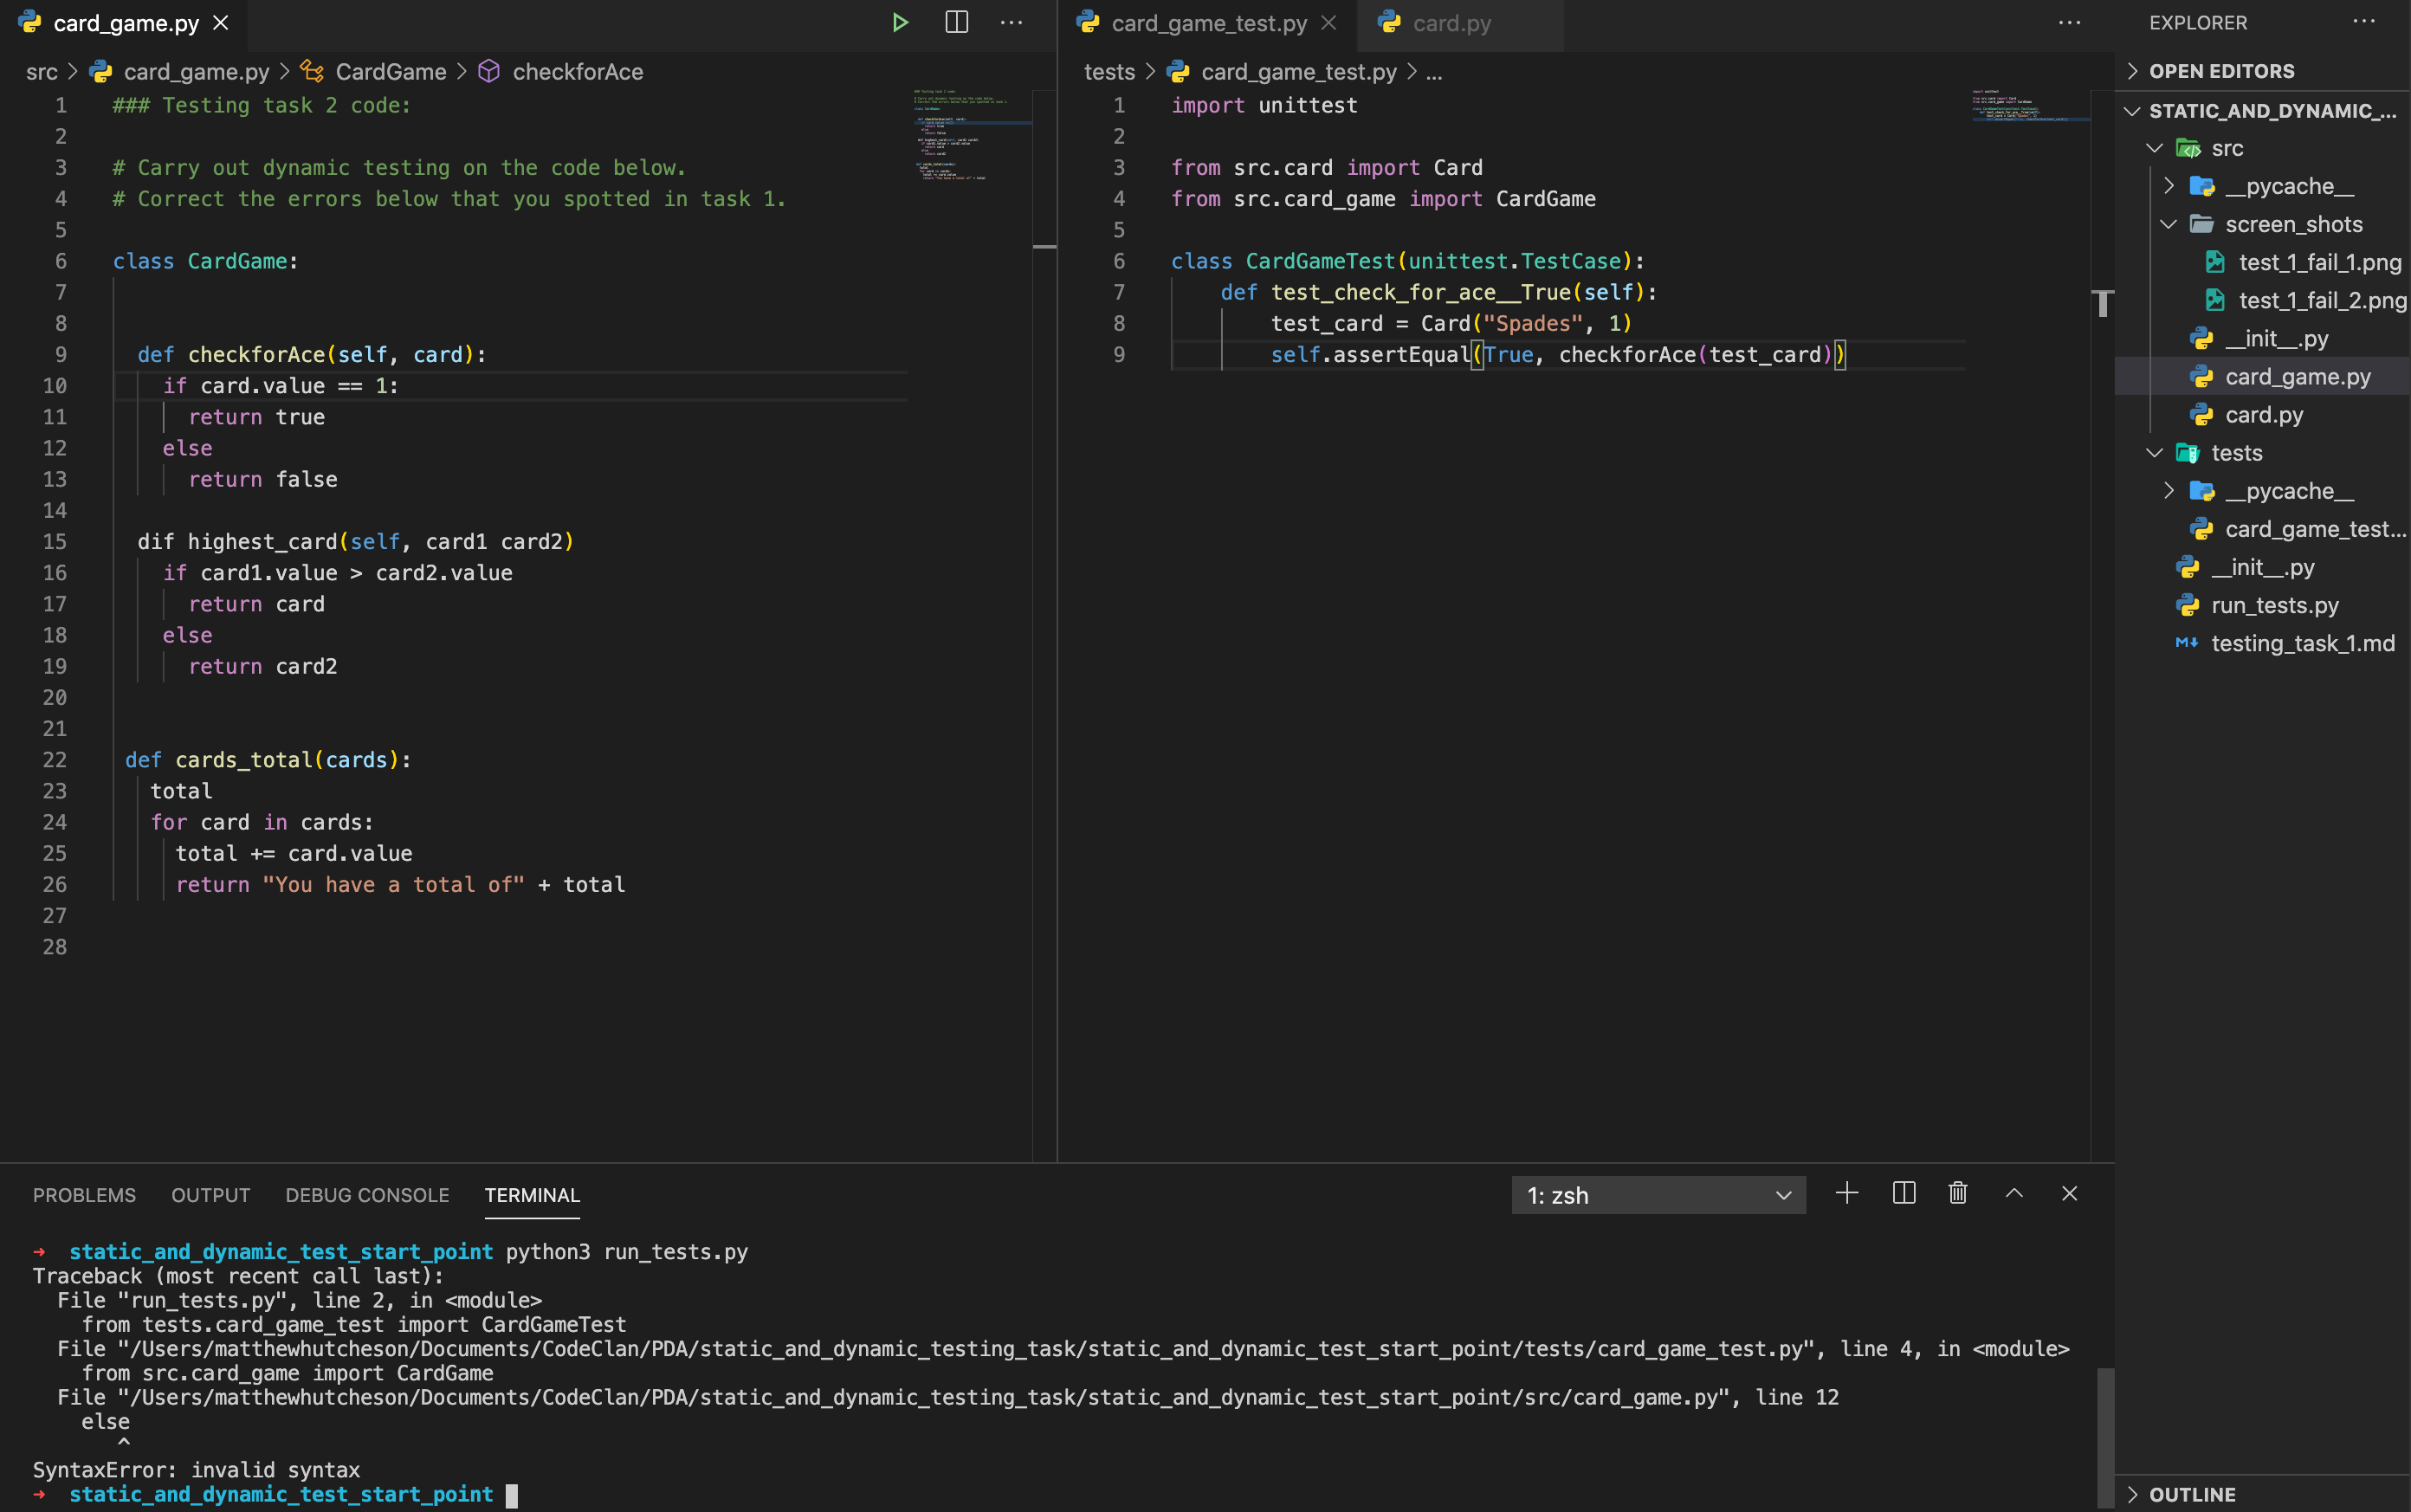 card_game.py
src > card_game.py > CardGame > checkforAce
1 ### Testing task 2 code:
2
3 # Carry out dynamic testing on the code below.
4 # Correct the errors below that you spotted in task 1.
5
6 class CardGame:
7
8
9 def checkforAce(self, card):
10 if card.value == 1:
11 return true
12 else
13 return false
14
15 dif highest_card(self, card1 card2)
16 if card1.value > card2.value
17 return card
18 else
19 return card2
20
21
22 def cards_total(cards):
23 total
24 for card in cards:
25 total += card.value
26 return "You have a total of" + total
27
28
card_game_test.py card.py
tests > card_game_test.py > ...
1 import unittest
2
3 from src.card import Card
4 from src.card_game import CardGame
5
6 class CardGameTest(unittest.TestCase):
7 def test_check_for_ace__True(self):
8 test_card = Card("Spades", 1)
9 self.assertEqual(True, checkforAce(test_card))
EXPLORER
OPEN EDITORS
STATIC_AND_DYNAMIC_...
src
__pycache__
screen_shots
test_1_fail_1.png
test_1_fail_2.png
__init__.py
card_game.py
card.py
tests
__pycache__
card_game_test...
__init__.py
run_tests.py
testing_task_1.md
OUTLINE
PROBLEMS OUTPUT DEBUG CONSOLE TERMINAL 1: zsh
→ static_and_dynamic_test_start_point python3 run_tests.py
Traceback (most recent call last):
File "run_tests.py", line 2, in <module>
from tests.card_game_test import CardGameTest
File "/Users/matthewhutcheson/Documents/CodeClan/PDA/static_and_dynamic_testing_task/static_and_dynamic_test_start_point/tests/card_game_test.py", line 4, in <module>
from src.card_game import CardGame
File "/Users/matthewhutcheson/Documents/CodeClan/PDA/static_and_dynamic_testing_task/static_and_dynamic_test_start_point/src/card_game.py", line 12
else
^
SyntaxError: invalid syntax
→ static_and_dynamic_test_start_point